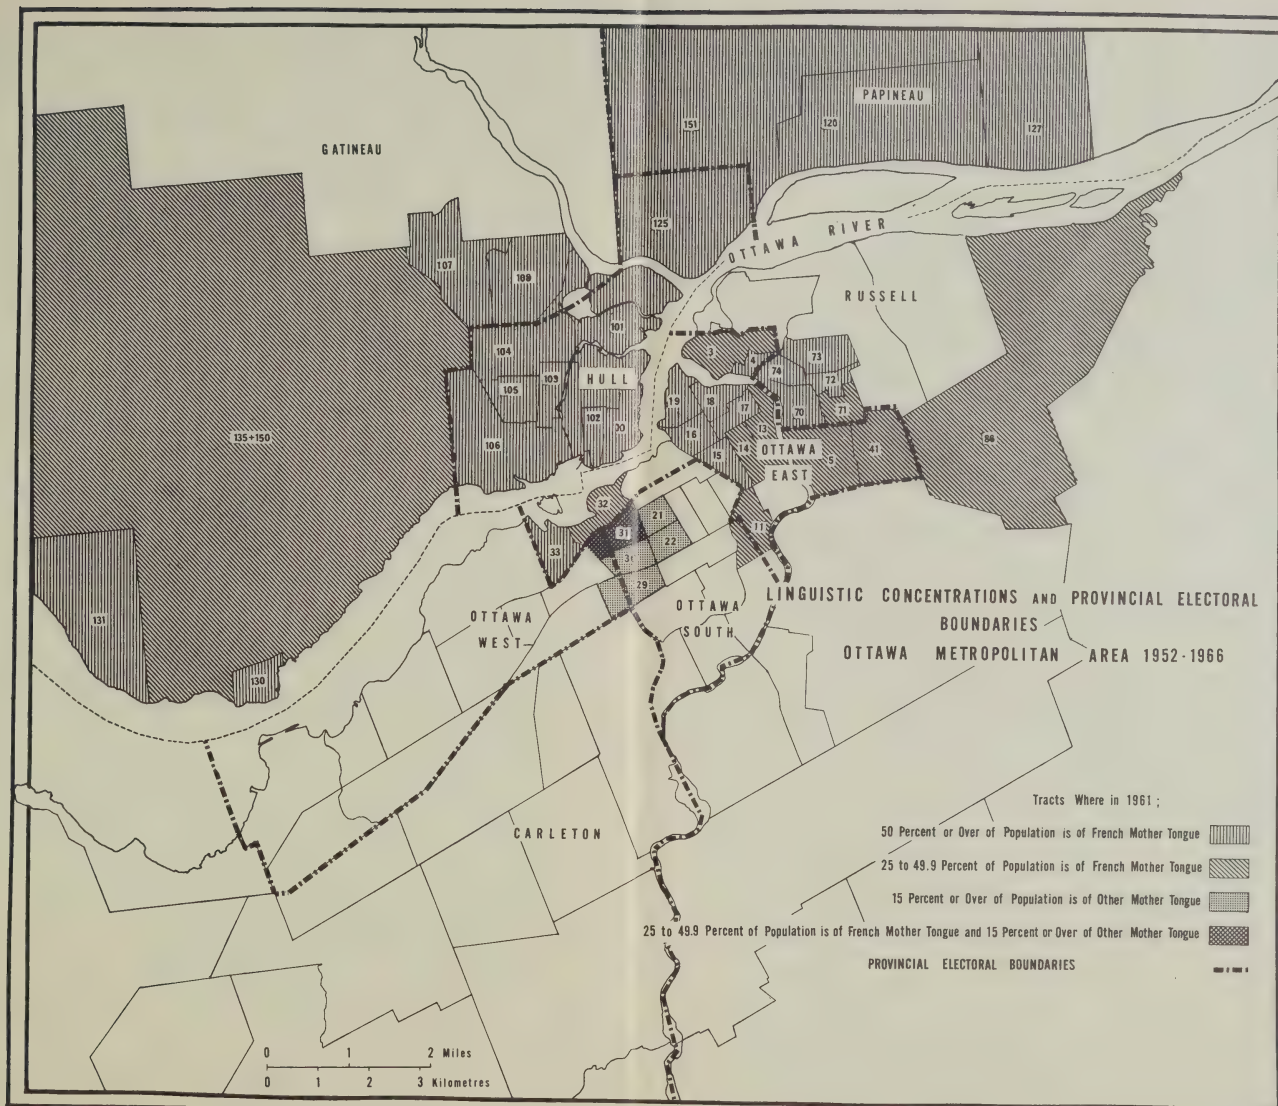 GATINEAU
PAPINEAU
151
120
127
125
OTTAWA RIVER
RUSSELL
107
108
101
104
103
105
HULL
102
106
135+150
3
4
74
73
72
19
18
17
70
71
16
13
15
14
OTTAWA
EAST
5
41
86
32
21
31
22
11
33
29
131
130
OTTAWA
WEST
OTTAWA
SOUTH
LINGUISTIC CONCENTRATIONS AND PROVINCIAL ELECTORAL
BOUNDARIES
OTTAWA METROPOLITAN AREA 1952-1966
CARLETON
Tracts Where in 1961 ;
50 Percent or Over of Population is of French Mother Tongue
25 to 49.9 Percent of Population is of French Mother Tongue
15 Percent or Over of Population is of Other Mother Tongue
25 to 49.9 Percent of Population is of French Mother Tongue and 15 Percent or Over of Other Mother Tongue
PROVINCIAL ELECTORAL BOUNDARIES
0 1 2 Miles
0 1 2 3 Kilometres